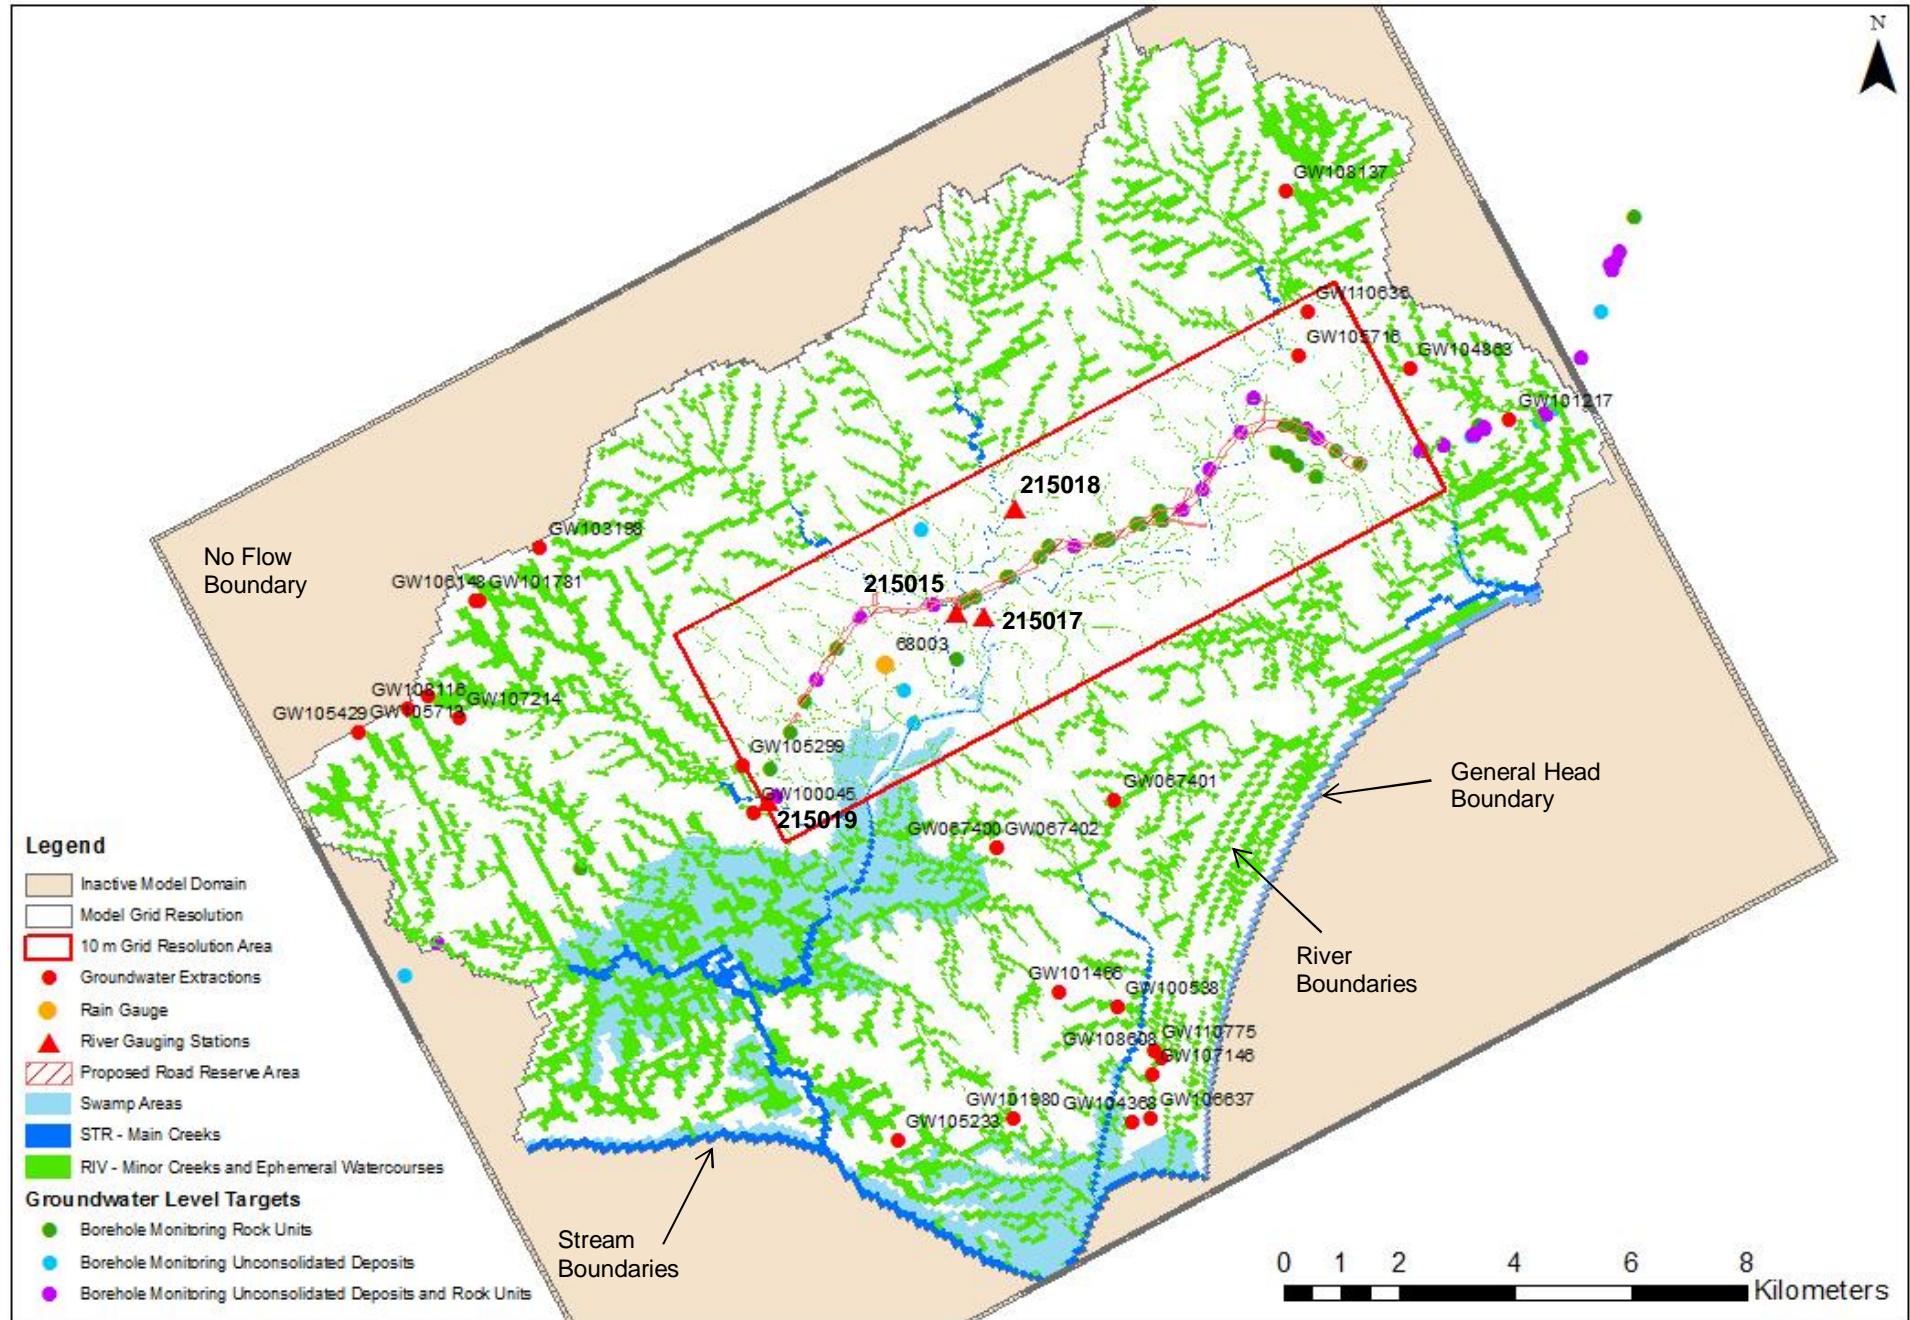 N
GW108137
GW110636
GW105716
GW104363
GW101217
215018
GW103198
No Flow
Boundary
GW106148 GW101781
215015
215017
68003
GW108116
GW107214
GW105429 GW105713
GW105299
General Head
Boundary
GW067401
GW100045
215019
GW067400 GW067402
Legend
Inactive Model Domain
Model Grid Resolution
10 m Grid Resolution Area
Groundwater Extractions
Rain Gauge
River Gauging Stations
Proposed Road Reserve Area
Swamp Areas
STR - Main Creeks
RIV - Minor Creeks and Ephemeral Watercourses
Groundwater Level Targets
Borehole Monitoring Rock Units
Borehole Monitoring Unconsolidated Deposits
Borehole Monitoring Unconsolidated Deposits and Rock Units
River
Boundaries
GW101466
GW100538
GW110775
GW108608
GW107146
GW101980 GW104368 GW106637
GW105233
Stream
Boundaries
0 1 2 4 6 8
Kilometers